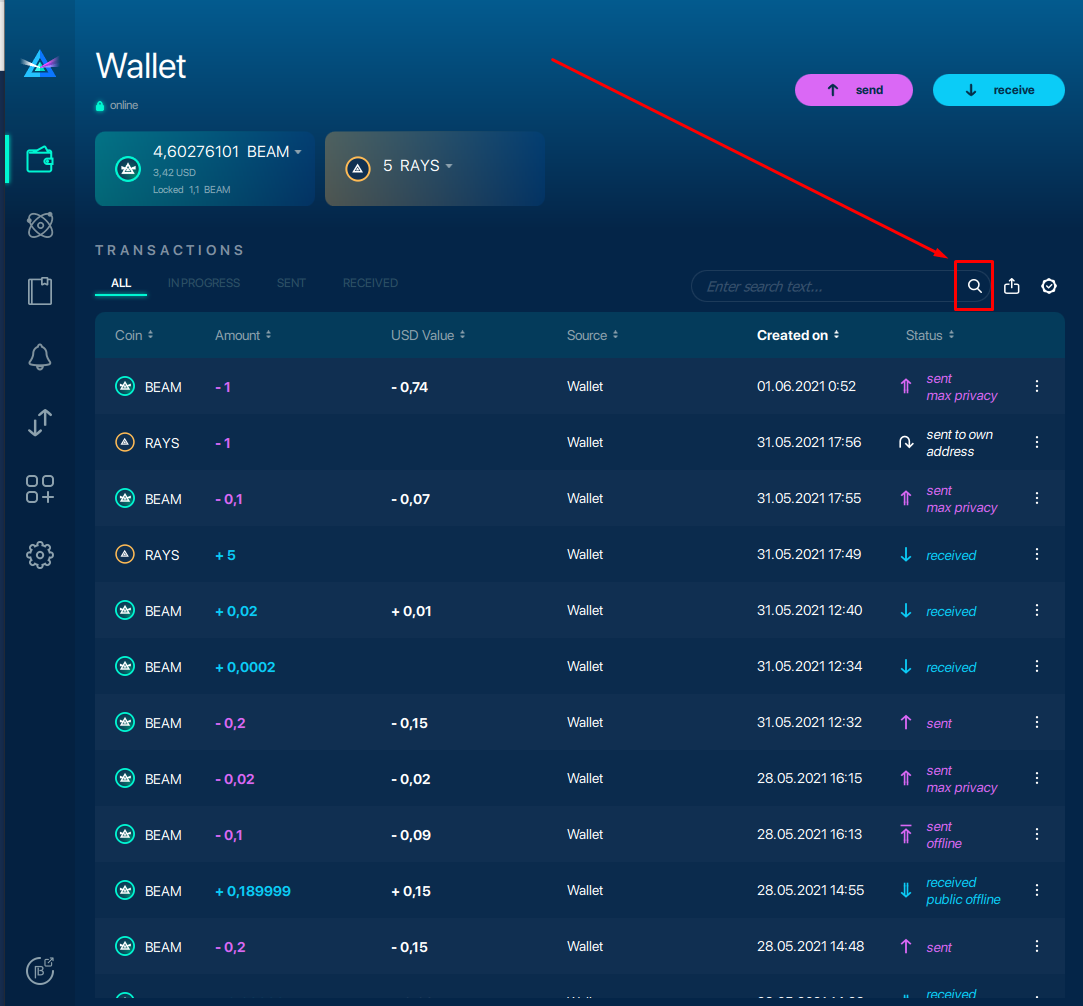 Wallet
send
receive
online
4,60276101 BEAM
3,42 USD
Locked 1,1 BEAM
5 RAYS
TRANSACTIONS
ALL IN PROGRESS SENT RECEIVED
Enter search text...
Coin Amount USD Value Source Created on Status
BEAM - 1 - 0,74 Wallet 01.06.2021 0:52 sent
max privacy
RAYS - 1 Wallet 31.05.2021 17:56 sent to own
address
BEAM - 0,1 - 0,07 Wallet 31.05.2021 17:55 sent
max privacy
RAYS + 5 Wallet 31.05.2021 17:49 received
BEAM + 0,02 + 0,01 Wallet 31.05.2021 12:40 received
BEAM + 0,0002 Wallet 31.05.2021 12:34 received
BEAM - 0,2 - 0,15 Wallet 31.05.2021 12:32 sent
BEAM - 0,02 - 0,02 Wallet 28.05.2021 16:15 sent
max privacy
BEAM - 0,1 - 0,09 Wallet 28.05.2021 16:13 sent
offline
BEAM + 0,189999 + 0,15 Wallet 28.05.2021 14:55 received
public offline
BEAM - 0,2 - 0,15 Wallet 28.05.2021 14:48 sent
received